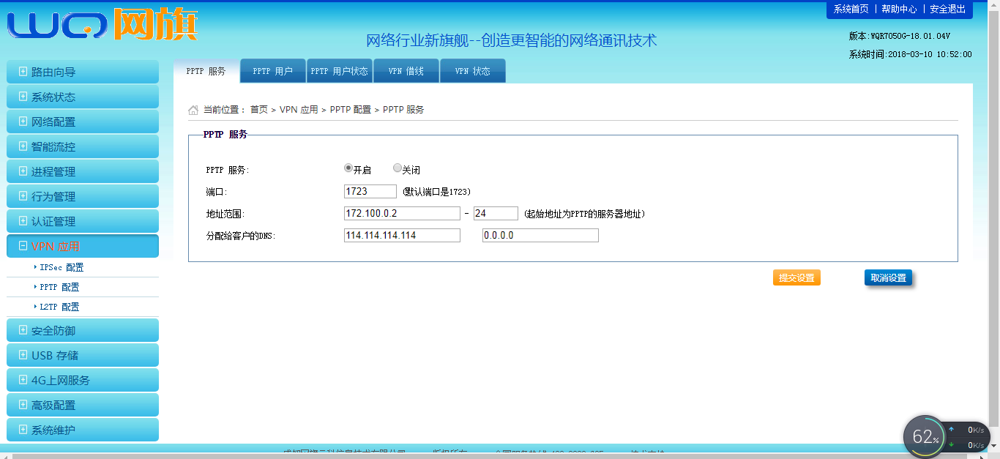 系统首页 | 帮助中心 | 安全退出
WQ网旗
网络行业新旗舰--创造更智能的网络通讯技术
版本:WQR7050G-18.01.04V
系统时间:2018-03-10 10:52:00
路由向导
系统状态
网络配置
智能流控
进程管理
行为管理
认证管理
VPN 应用
IPSec 配置
PPTP 配置
L2TP 配置
安全防御
USB 存储
4G上网服务
高级配置
系统维护
PPTP 服务 PPTP 用户 PPTP 用户状态 VPN 借线 VPN 状态
当前位置： 首页 > VPN 应用 > PPTP 配置 > PPTP 服务
PPTP 服务
PPTP 服务: 开启 关闭
端口: 1723 (默认端口是1723)
地址范围: 172.100.0.2 - 24 (起始地址为PPTP的服务器地址)
分配给客户的DNS: 114.114.114.114 0.0.0.0
提交设置 取消设置
62% 0K/s
0K/s